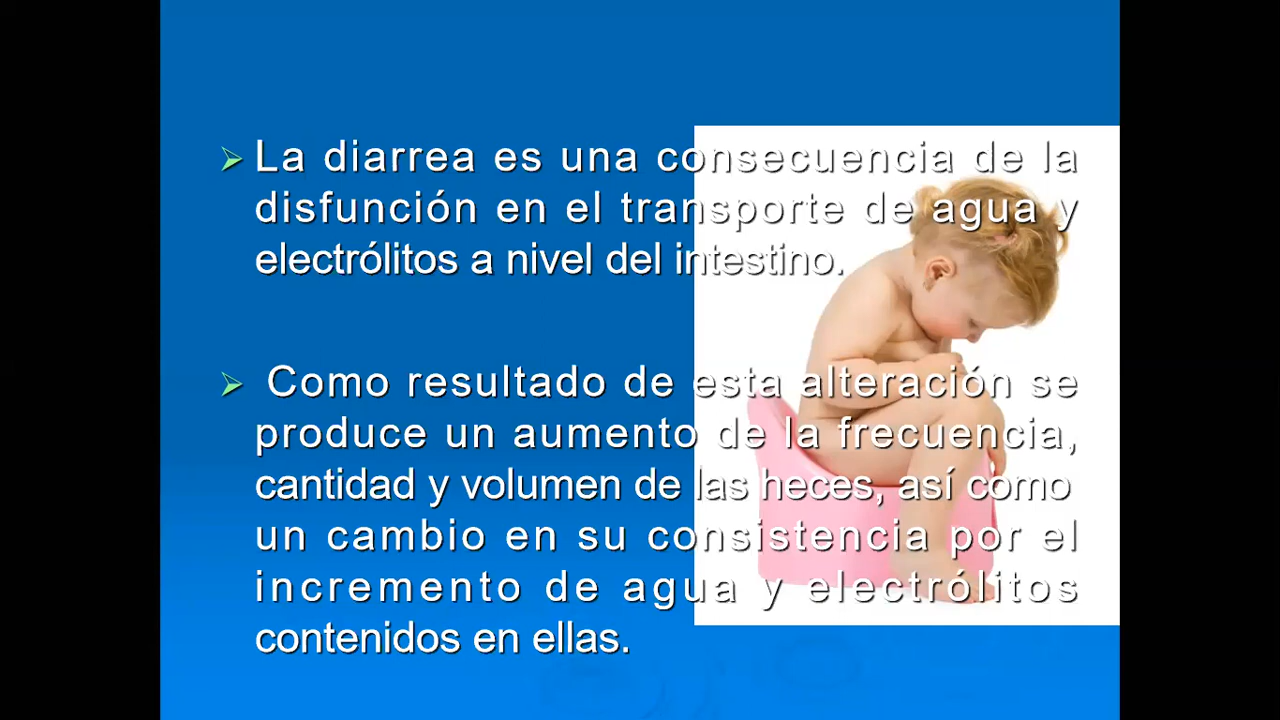 La diarrea es una consecuencia de la
disfunción en el transporte de agua y
electrólitos a nivel del intestino.
Como resultado de esta alteración se
produce un aumento de la frecuencia,
cantidad y volumen de las heces, así como
un cambio en su consistencia por el
incremento de agua y electrólitos
contenidos en ellas.